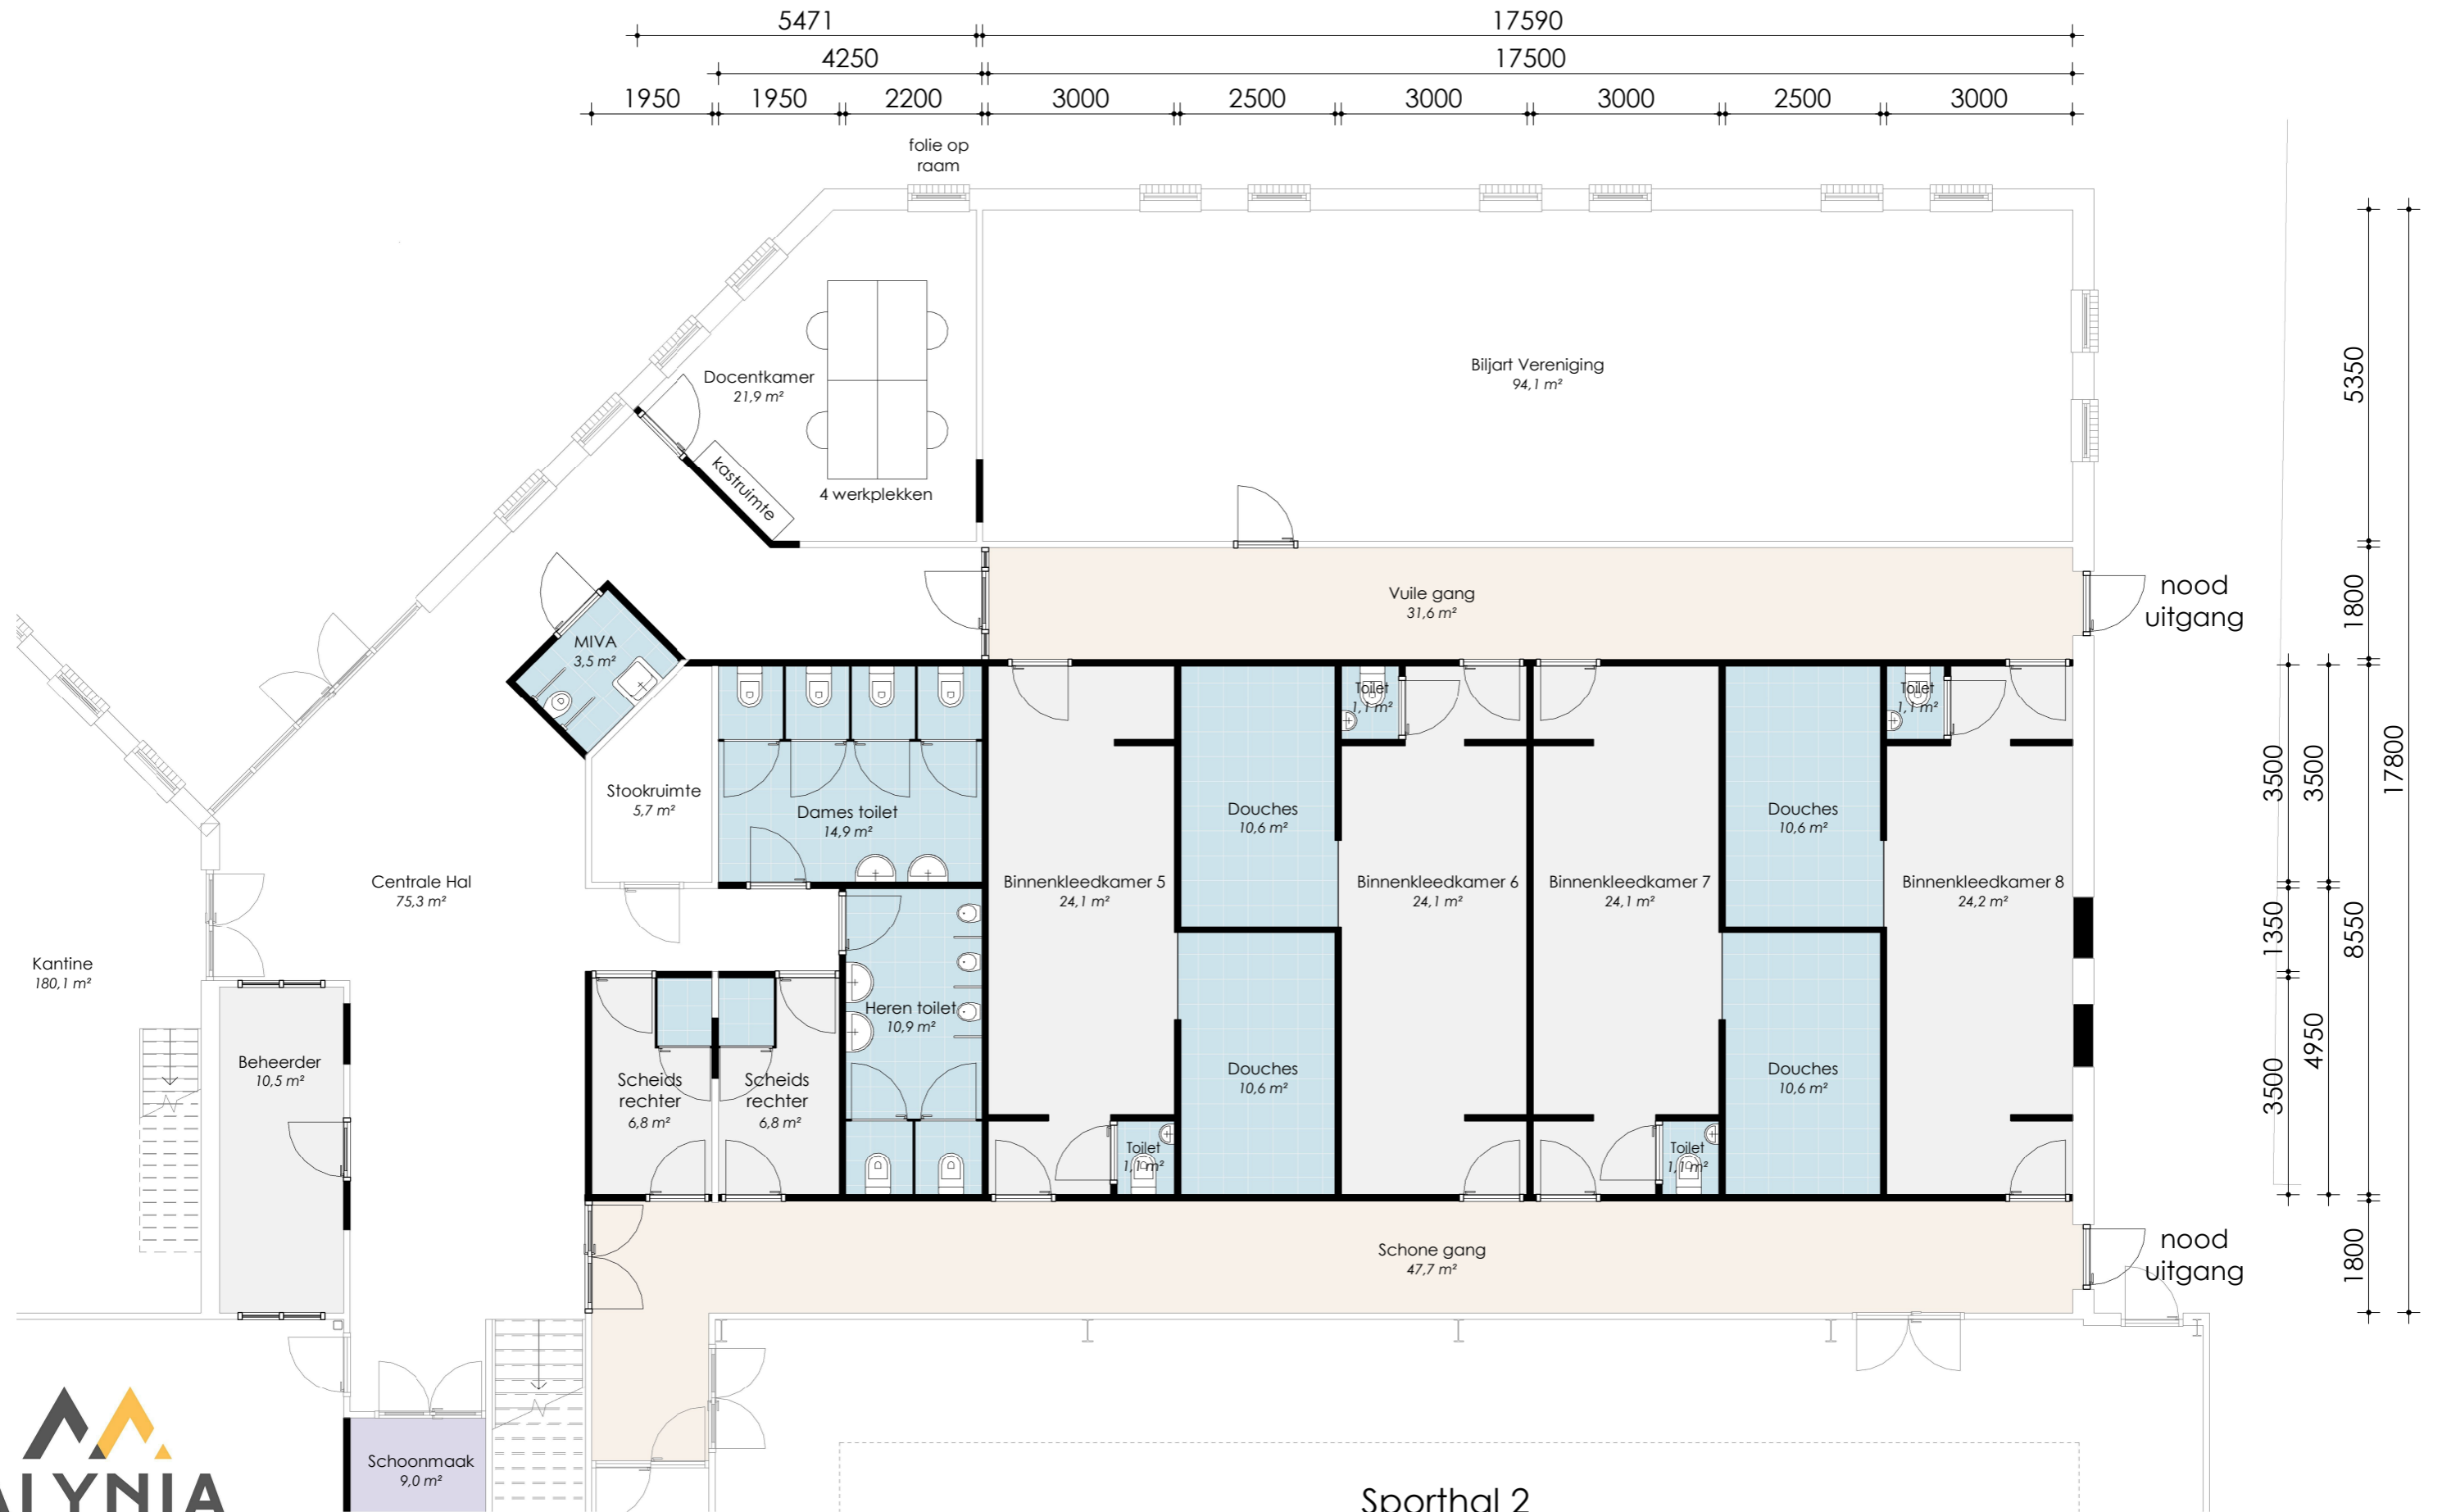 5471
17590
4250
17500
1950
1950
2200
3000
2500
3000
3000
2500
3000
folie op
raam
Docentkamer
21,9 m²
kastruimte
4 werkplekken
Biljart Vereniging
94,1 m²
5350
Vuile gang
31,6 m²
nood
uitgang
1800
MIVA
3,5 m²
Toilet
1,1 m²
Toilet
1,1 m²
Stookruimte
5,7 m²
Dames toilet
14,9 m²
Douches
10,6 m²
Douches
10,6 m²
3500
3500
17800
Centrale Hal
75,3 m²
Binnenkleedkamer 5
24,1 m²
Binnenkleedkamer 6
24,1 m²
Binnenkleedkamer 7
24,1 m²
Binnenkleedkamer 8
24,2 m²
1350
8550
Kantine
180,1 m²
Heren toilet
10,9 m²
Beheerder
10,5 m²
Scheids
rechter
6,8 m²
Scheids
rechter
6,8 m²
Douches
10,6 m²
Douches
10,6 m²
3500
4950
Toilet
1,1 m²
Toilet
1,1 m²
Schone gang
47,7 m²
nood
uitgang
1800
Schoonmaak
9,0 m²
ALYNIA
Sporthal 2